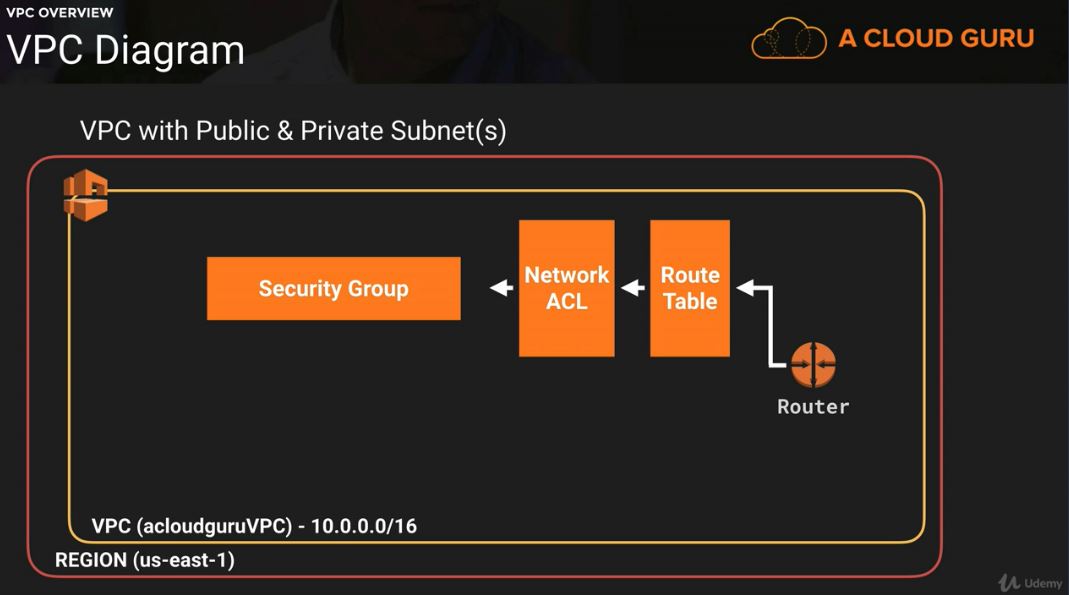 VPC OVERVIEW
VPC Diagram
A CLOUD GURU
VPC with Public & Private Subnet(s)
Security Group
Network
ACL
Route
Table
Router
VPC (acloudguruVPC) - 10.0.0.0/16
REGION (us-east-1)
Udemy